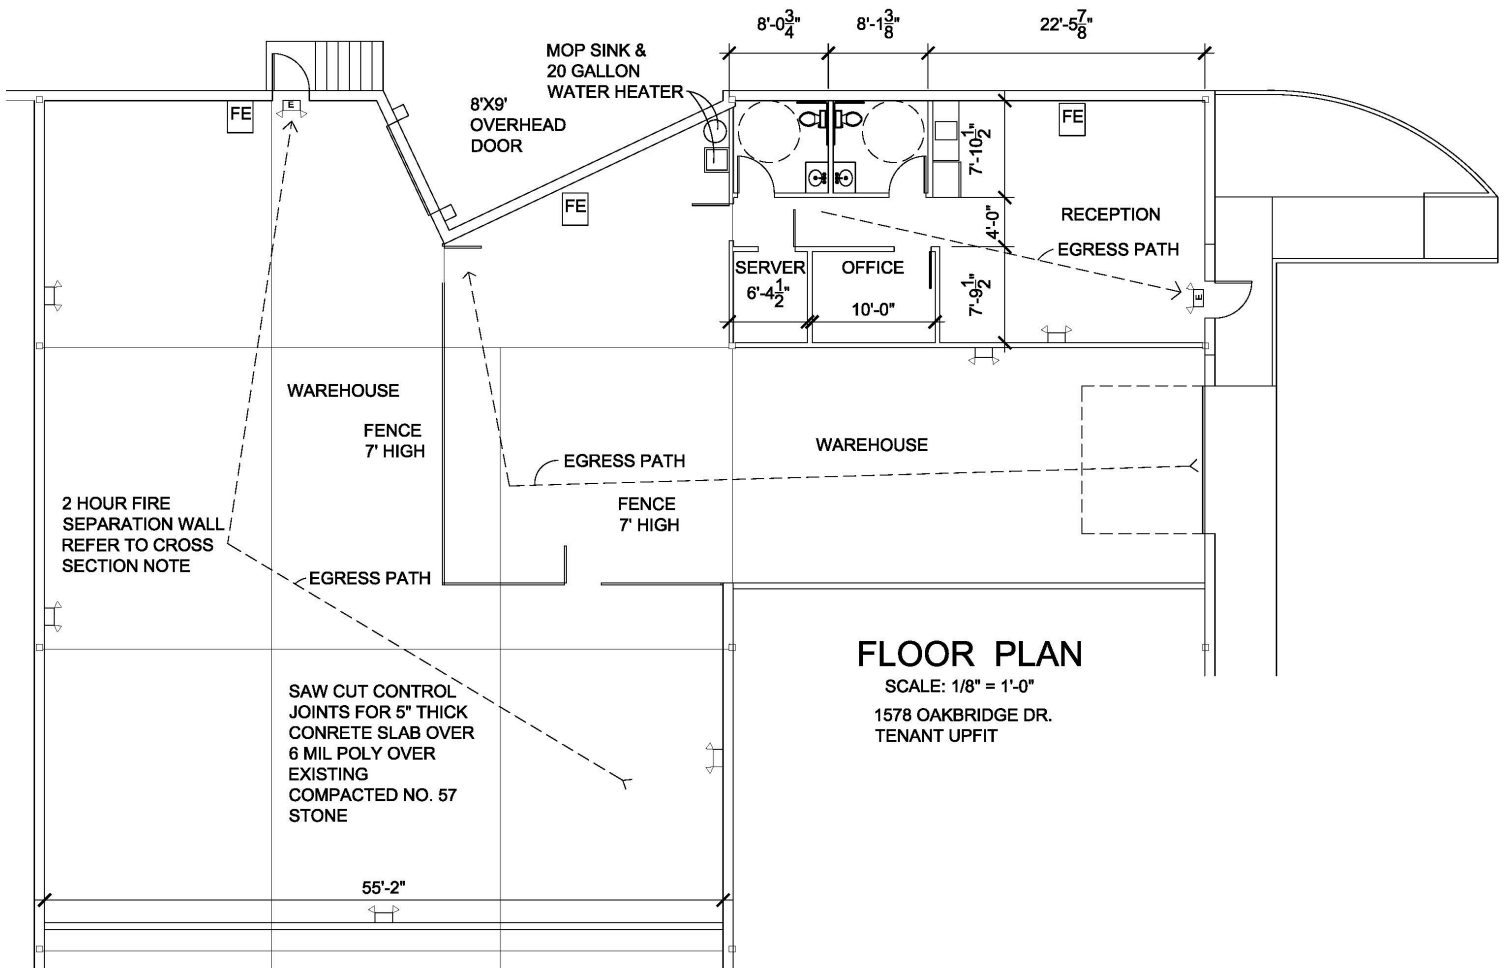 8'-0 3/4"
8'-1 3/8"
22'-5 7/8"
MOP SINK &
20 GALLON
WATER HEATER
8'X9'
OVERHEAD
DOOR
FE
E
FE
FE
7'-10 1/2"
4'-0"
7'-9 1/2"
RECEPTION
EGRESS PATH
E
SERVER
6'-4 1/2"
OFFICE
10'-0"
WAREHOUSE
FENCE
7' HIGH
WAREHOUSE
EGRESS PATH
FENCE
7' HIGH
2 HOUR FIRE
SEPARATION WALL
REFER TO CROSS
SECTION NOTE
EGRESS PATH
FLOOR PLAN
SCALE: 1/8" = 1'-0"
1578 OAKBRIDGE DR.
TENANT UPFIT
SAW CUT CONTROL
JOINTS FOR 5" THICK
CONRETE SLAB OVER
6 MIL POLY OVER
EXISTING
COMPACTED NO. 57
STONE
55'-2"